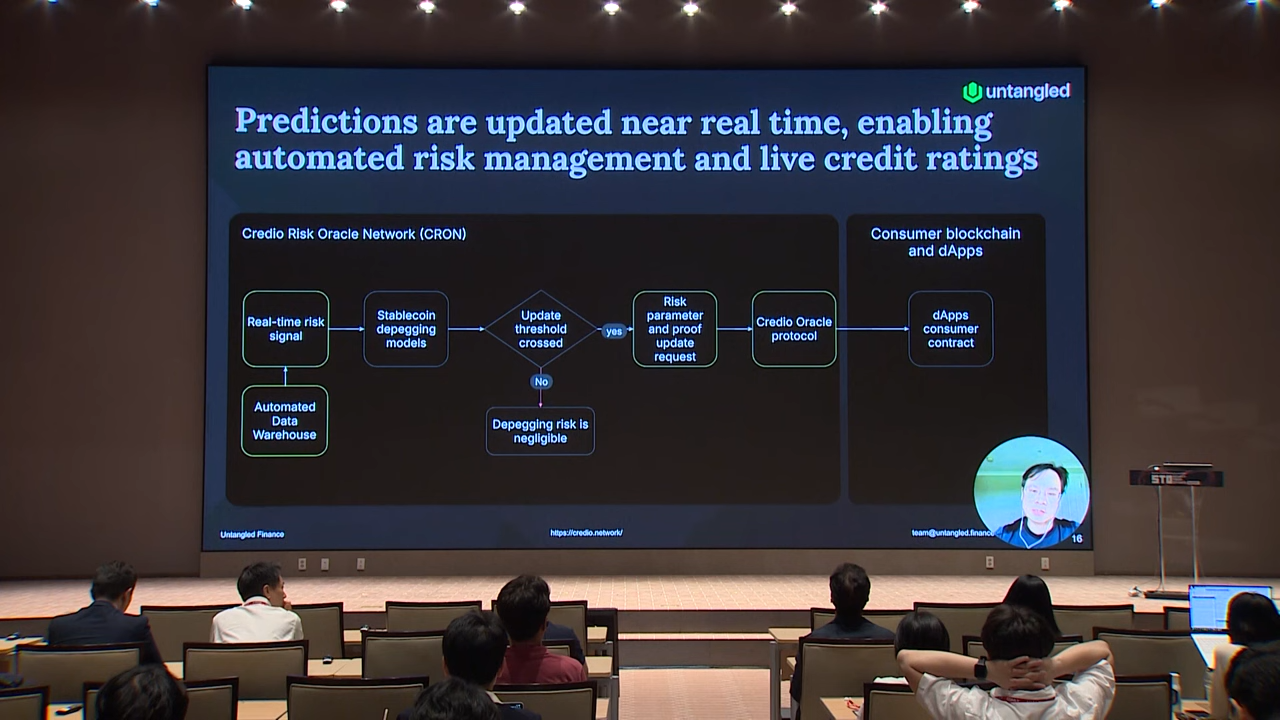 untangled
Predictions are updated near real time, enabling
automated risk management and live credit ratings
Credio Risk Oracle Network (CRON)
Consumer blockchain
and dApps
Real-time risk
signal
Stablecoin
depegging
models
Update
threshold
crossed
yes
Risk
parameter
and proof
update
request
Credio Oracle
protocol
dApps
consumer
contract
No
Automated
Data
Warehouse
Depegging risk is
negligible
Untangled Finance
https://credio.network/
team@untangled.finance
16
STO